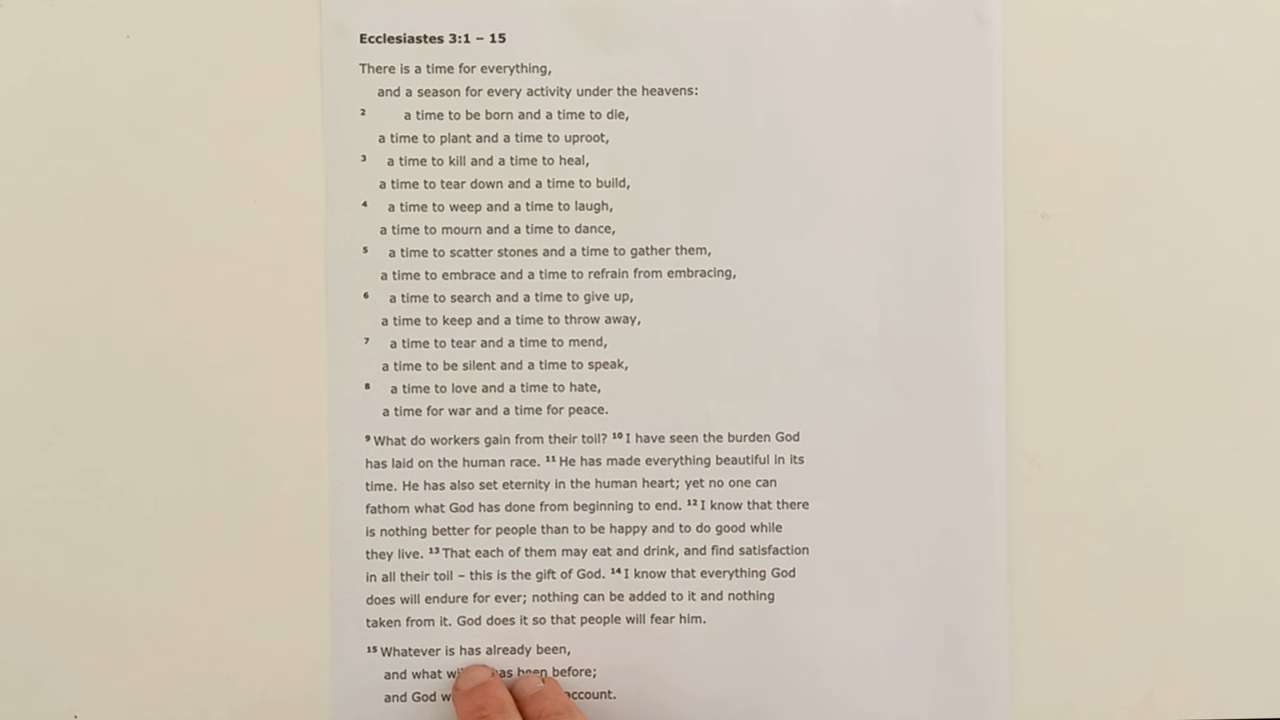 Ecclesiastes 3:1 – 15
There is a time for everything,
and a season for every activity under the heavens:
2 a time to be born and a time to die,
a time to plant and a time to uproot,
3 a time to kill and a time to heal,
a time to tear down and a time to build,
4 a time to weep and a time to laugh,
a time to mourn and a time to dance,
5 a time to scatter stones and a time to gather them,
a time to embrace and a time to refrain from embracing,
6 a time to search and a time to give up,
a time to keep and a time to throw away,
7 a time to tear and a time to mend,
a time to be silent and a time to speak,
8 a time to love and a time to hate,
a time for war and a time for peace.
9 What do workers gain from their toil? 10 I have seen the burden God
has laid on the human race. 11 He has made everything beautiful in its
time. He has also set eternity in the human heart; yet no one can
fathom what God has done from beginning to end. 12 I know that there
is nothing better for people than to be happy and to do good while
they live. 13 That each of them may eat and drink, and find satisfaction
in all their toil – this is the gift of God. 14 I know that everything God
does will endure for ever; nothing can be added to it and nothing
taken from it. God does it so that people will fear him.
15 Whatever is has already been,
and what been before;
and God account.